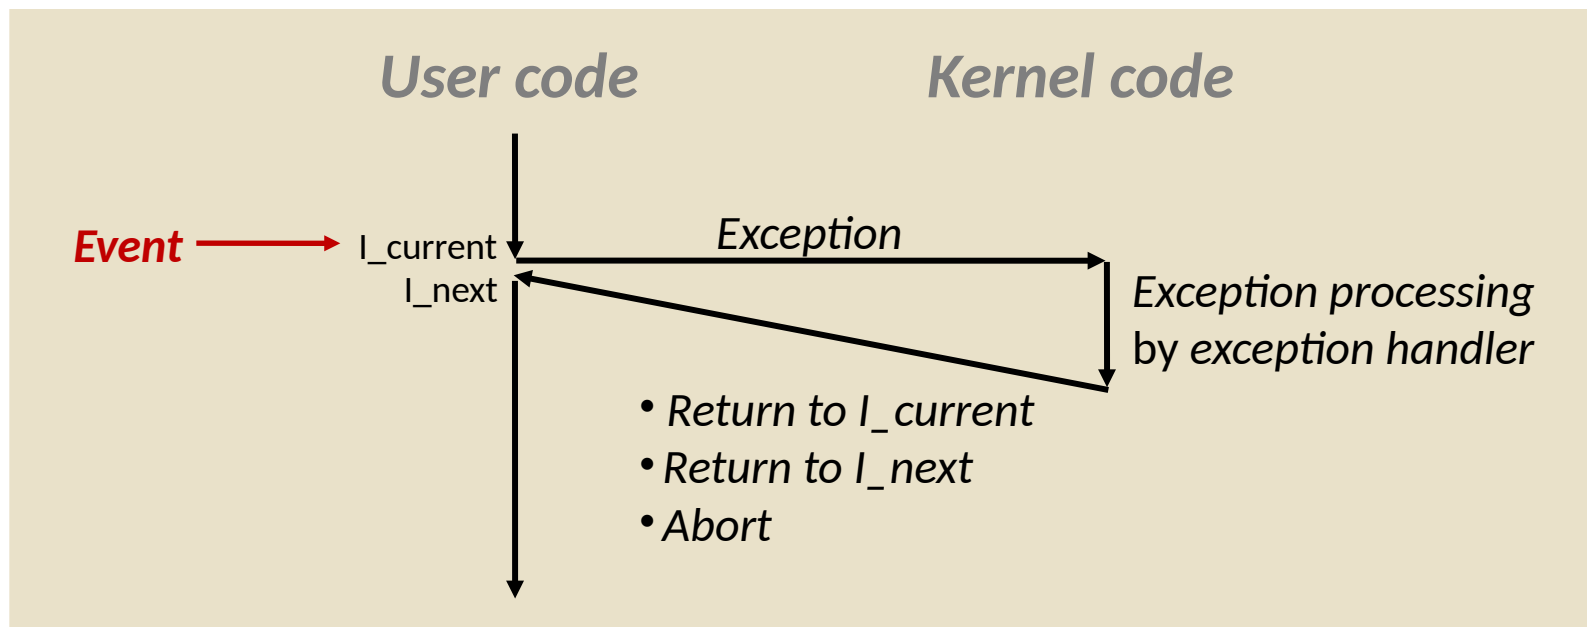 User code
Kernel code
Event
I_current
I_next
Exception
Exception processing
by exception handler
• Return to I_current
• Return to I_next
• Abort